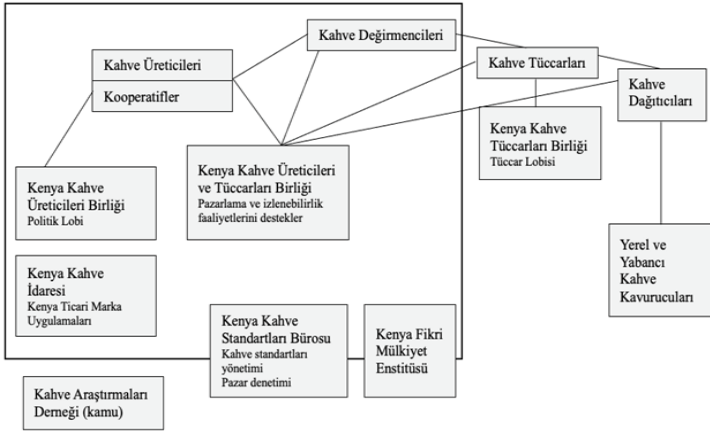 Kahve Değirmencileri
Kahve Üreticileri
Kooperatifler
Kahve Tüccarları
Kahve
Dağıtıcıları
Kenya Kahve
Üreticileri Birliği
Politik Lobi
Kenya Kahve Üreticileri
ve Tüccarları Birliği
Pazarlama ve izlenebilirlik
faaliyetlerini destekler
Kenya Kahve
Tüccarları Birliği
Tüccar Lobisi
Yerel ve
Yabancı
Kahve
Kavurucuları
Kenya Kahve
İdaresi
Kenya Ticari Marka
Uygulamaları
Kenya Kahve
Standartları Bürosu
Kahve standartları
yönetimi
Pazar denetimi
Kenya Fikri
Mülkiyet
Enstitüsü
Kahve Araştırmaları
Derneği (kamu)